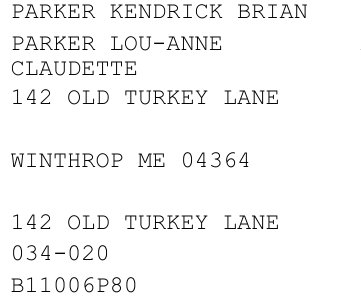 PARKER KENDRICK BRIAN
PARKER LOU-ANNE
CLAUDETTE
142 OLD TURKEY LANE
WINTHROP ME 04364
142 OLD TURKEY LANE
034-020
B11006P80